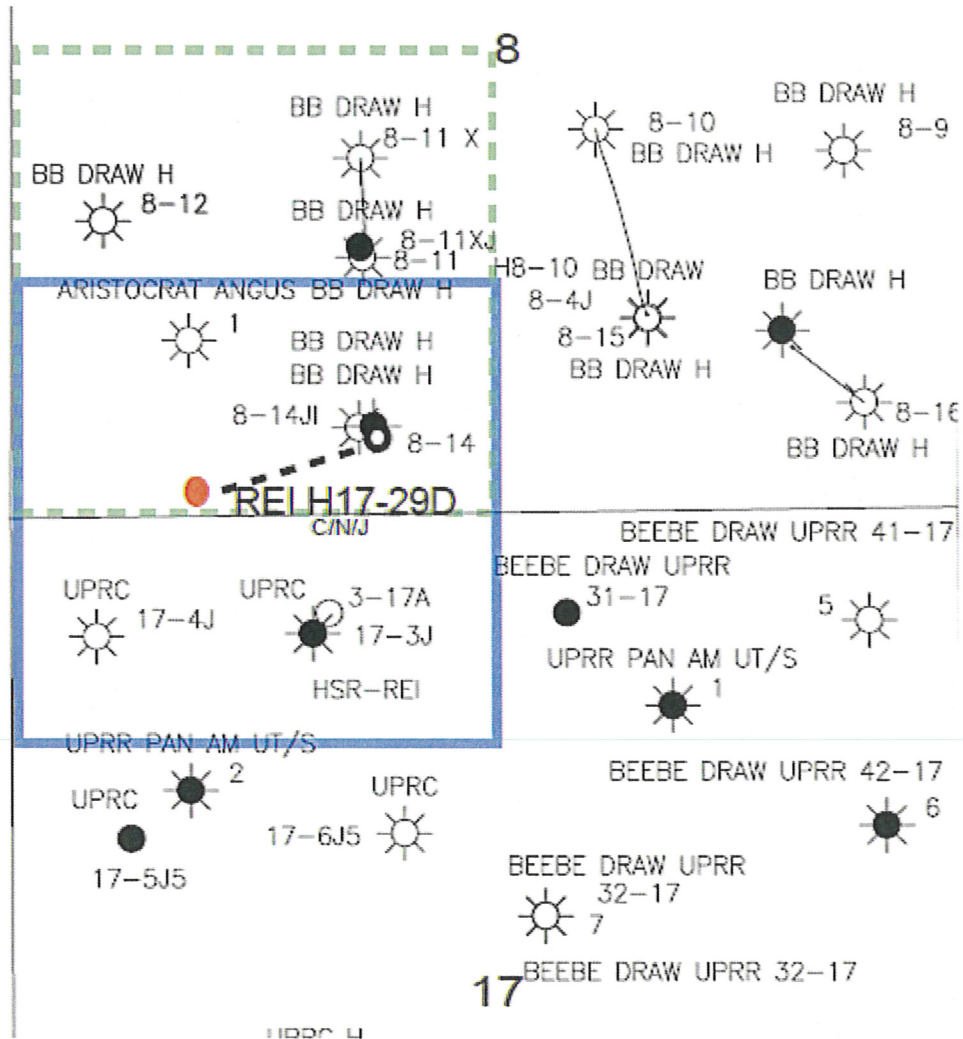 8
BB DRAW H
8-11 X
8-10
BB DRAW H
BB DRAW H
8-9
BB DRAW H
8-12
BB DRAW H
8-11XJ
8-11
H8-10 BB DRAW
8-4J
8-15
BB DRAW H
BB DRAW H
8-16
BB DRAW H
ARISTOCRAT ANGUS BB DRAW H
1
BB DRAW H
BB DRAW H
8-14JI
8-14
REI H17-29D
C/N/J
BEEBE DRAW UPRR 41-17
BEEBE DRAW UPRR
31-17
5
UPRC
17-4J
UPRC
3-17A
17-3J
HSR-REI
UPRR PAN AM UT/S
1
UPRR PAN AM UT/S
2
UPRC
17-5J5
UPRC
17-6J5
BEEBE DRAW UPRR 42-17
6
BEEBE DRAW UPRR
32-17
7
BEEBE DRAW UPRR 32-17
17